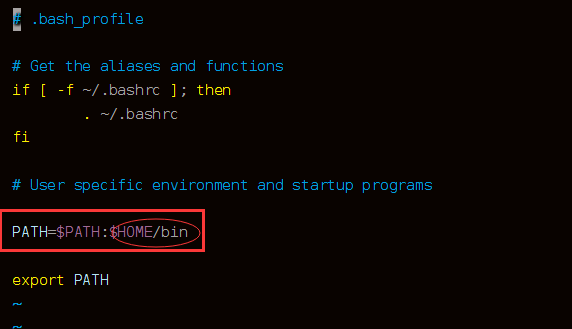 # .bash_profile
# Get the aliases and functions
if [ -f ~/.bashrc ]; then
. ~/.bashrc
fi
# User specific environment and startup programs
PATH=$PATH:$HOME/bin
export PATH
~
~